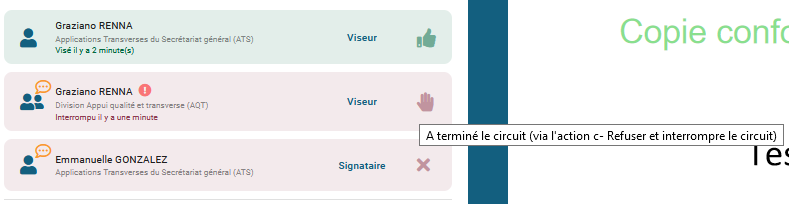 Graziano RENNA
Applications Transverses du Secrétariat général (ATS)
Visé il y a 2 minute(s)
Viseur
Graziano RENNA
Division Appui qualité et transverse (AQT)
Interrompu il y a une minute
Viseur
Emmanuelle GONZALEZ
Applications Transverses du Secrétariat général (ATS)
Signataire
Copie confo
A terminé le circuit (via l'action c- Refuser et interrompre le circuit)
Tes